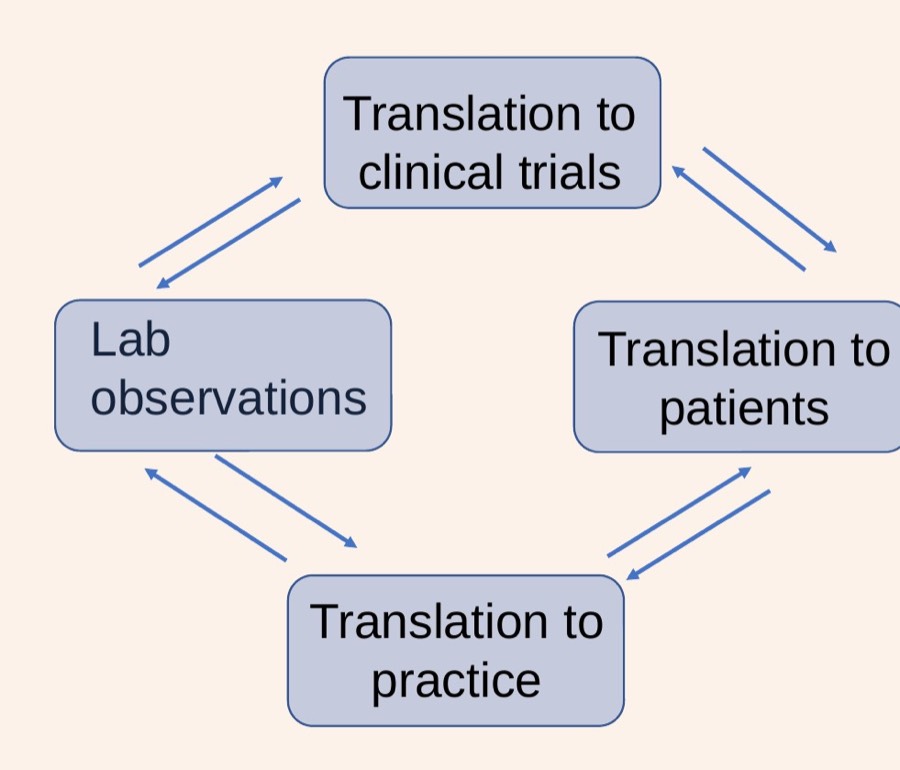 Translation to
clinical trials
Lab
observations
Translation to
patients
Translation to
practice